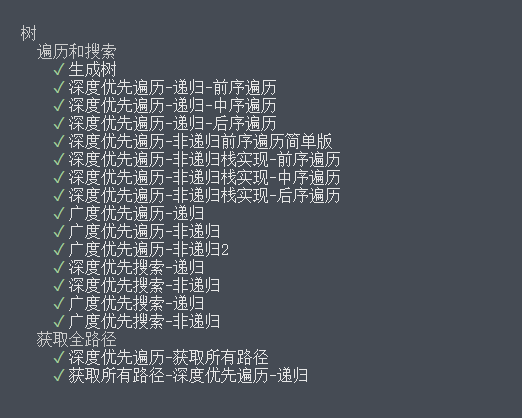 树
遍历和搜索
✓ 生成树
✓ 深度优先遍历-递归-前序遍历
✓ 深度优先遍历-递归-中序遍历
✓ 深度优先遍历-递归-后序遍历
✓ 深度优先遍历-非递归前序遍历简单版
✓ 深度优先遍历-非递归栈实现-前序遍历
✓ 深度优先遍历-非递归栈实现-中序遍历
✓ 深度优先遍历-非递归栈实现-后序遍历
✓ 广度优先遍历-递归
✓ 广度优先遍历-非递归
✓ 广度优先遍历-非递归2
✓ 深度优先搜索-递归
✓ 深度优先搜索-非递归
✓ 广度优先搜索-递归
✓ 广度优先搜索-非递归
获取全路径
✓ 深度优先遍历-获取所有路径
✓ 获取所有路径-深度优先遍历-递归